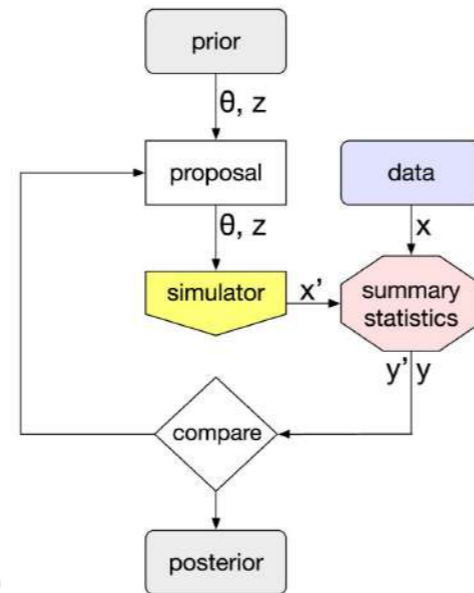 prior
θ, z
proposal
data
θ, z
x
simulator
x'
summary
statistics
y' y
compare
posterior